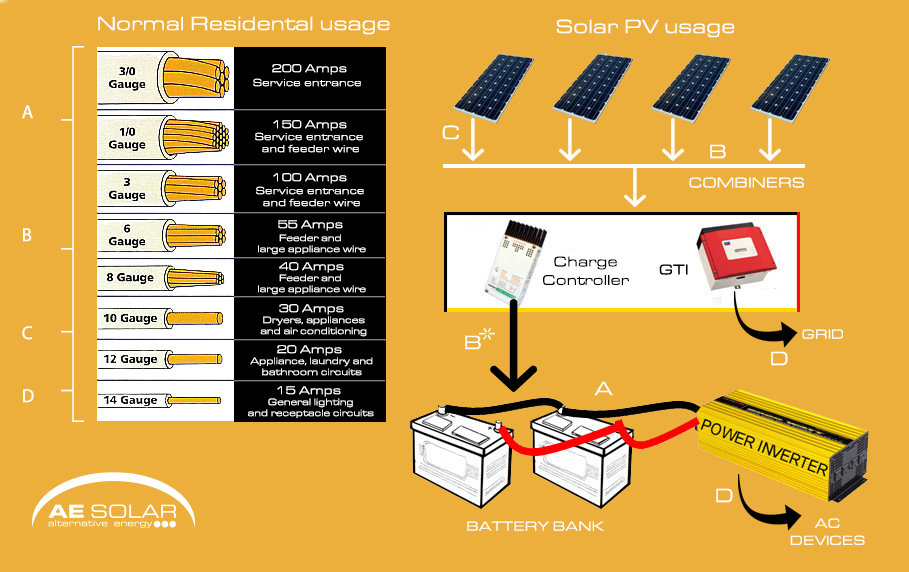 Normal Residental usage
A
B
C
D
3/0
Gauge
200 Amps
Service entrance
1/0
Gauge
150 Amps
Service entrance
and feeder wire
3
Gauge
100 Amps
Service entrance
and feeder wire
6
Gauge
55 Amps
Feeder and
large appliance wire
8 Gauge
40 Amps
Feeder and
large appliance wire
10 Gauge
30 Amps
Dryers, appliances
and air conditioning
12 Gauge
20 Amps
Appliance, laundry and
bathroom circuits
14 Gauge
15 Amps
General lighting
and receptacle circuits
AE SOLAR
alternative energy
Solar PV usage
C
B
COMBINERS
Charge
Controller
GTI
GRID
D
B*
A
POWER INVERTER
BATTERY BANK
D
AC
DEVICES